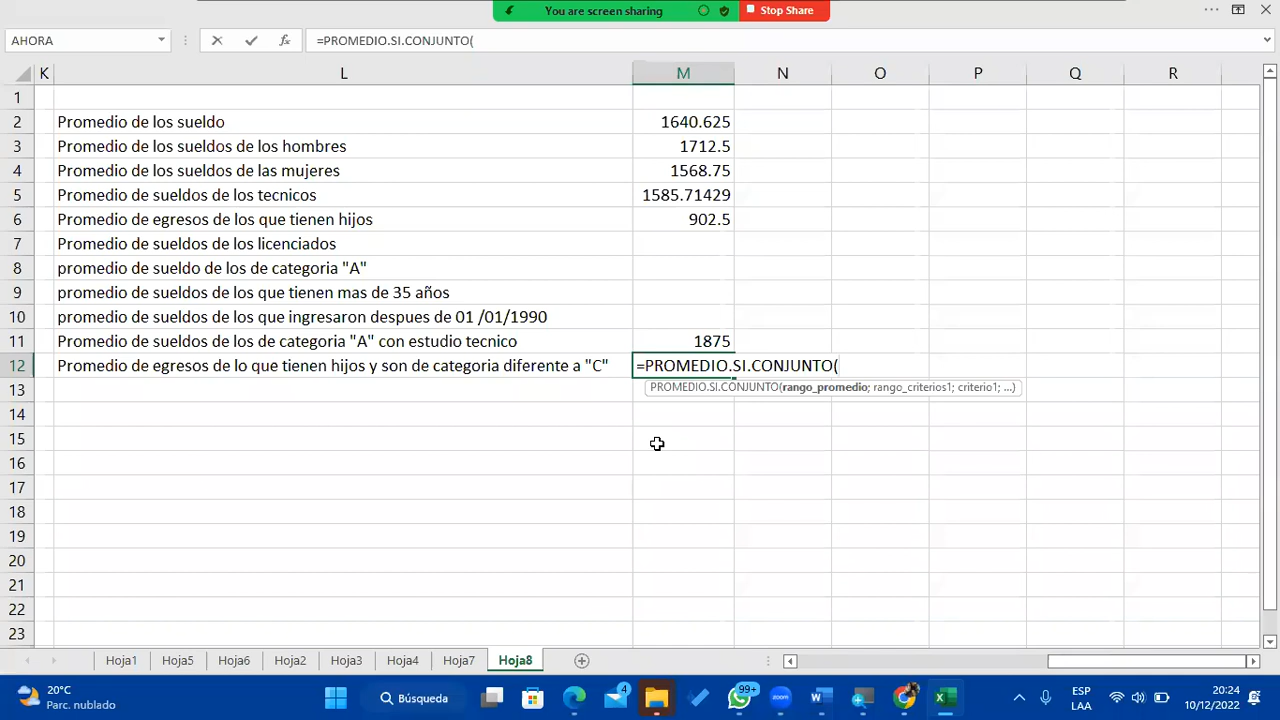 You are screen sharing
Stop Share
AHORA
fx
=PROMEDIO.SI.CONJUNTO(
K L M N O P Q R
1
2 Promedio de los sueldo 1640.625
3 Promedio de los sueldos de los hombres 1712.5
4 Promedio de los sueldos de las mujeres 1568.75
5 Promedio de sueldos de los tecnicos 1585.71429
6 Promedio de egresos de los que tienen hijos 902.5
7 Promedio de sueldos de los licenciados
8 promedio de sueldo de los de categoria "A"
9 promedio de sueldos de los que tienen mas de 35 años
10 promedio de sueldos de los que ingresaron despues de 01 /01/1990
11 Promedio de sueldos de los de categoria "A" con estudio tecnico 1875
12 Promedio de egresos de lo que tienen hijos y son de categoria diferente a "C" =PROMEDIO.SI.CONJUNTO(
PROMEDIO.SI.CONJUNTO(rango_promedio; rango_criterios1; criterio1; ...)
13
14
15
16
17
18
19
20
21
22
23
Hoja1 Hoja5 Hoja6 Hoja2 Hoja3 Hoja4 Hoja7 Hoja8
20°C
Parc. nublado
Búsqueda
4
99+
ESP
LAA
20:24
10/12/2022